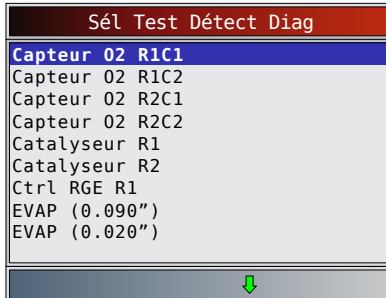 Sél Test Détect Diag
Capteur O2 R1C1
Capteur O2 R1C2
Capteur O2 R2C1
Capteur O2 R2C2
Catalyseur R1
Catalyseur R2
Ctrl RGE R1
EVAP (0.090”)
EVAP (0.020”)